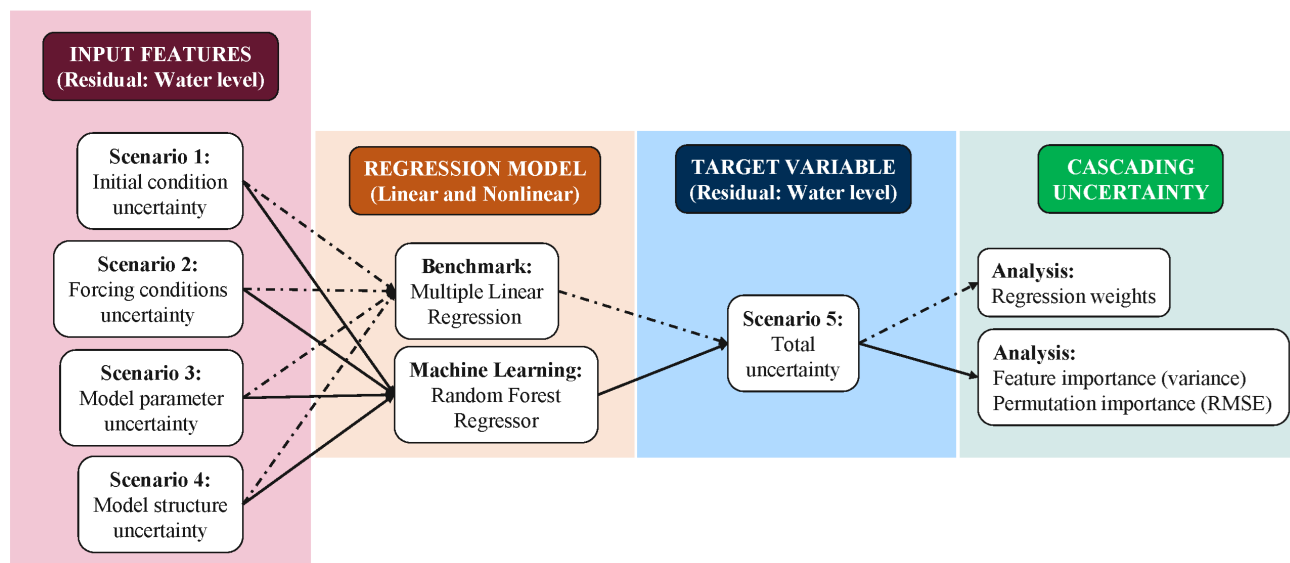 INPUT FEATURES
(Residual: Water level)
Scenario 1:
Initial condition
uncertainty
Scenario 2:
Forcing conditions
uncertainty
Scenario 3:
Model parameter
uncertainty
Scenario 4:
Model structure
uncertainty
REGRESSION MODEL
(Linear and Nonlinear)
Benchmark:
Multiple Linear
Regression
Machine Learning:
Random Forest
Regressor
TARGET VARIABLE
(Residual: Water level)
Scenario 5:
Total
uncertainty
CASCADING
UNCERTAINTY
Analysis:
Regression weights
Analysis:
Feature importance (variance)
Permutation importance (RMSE)